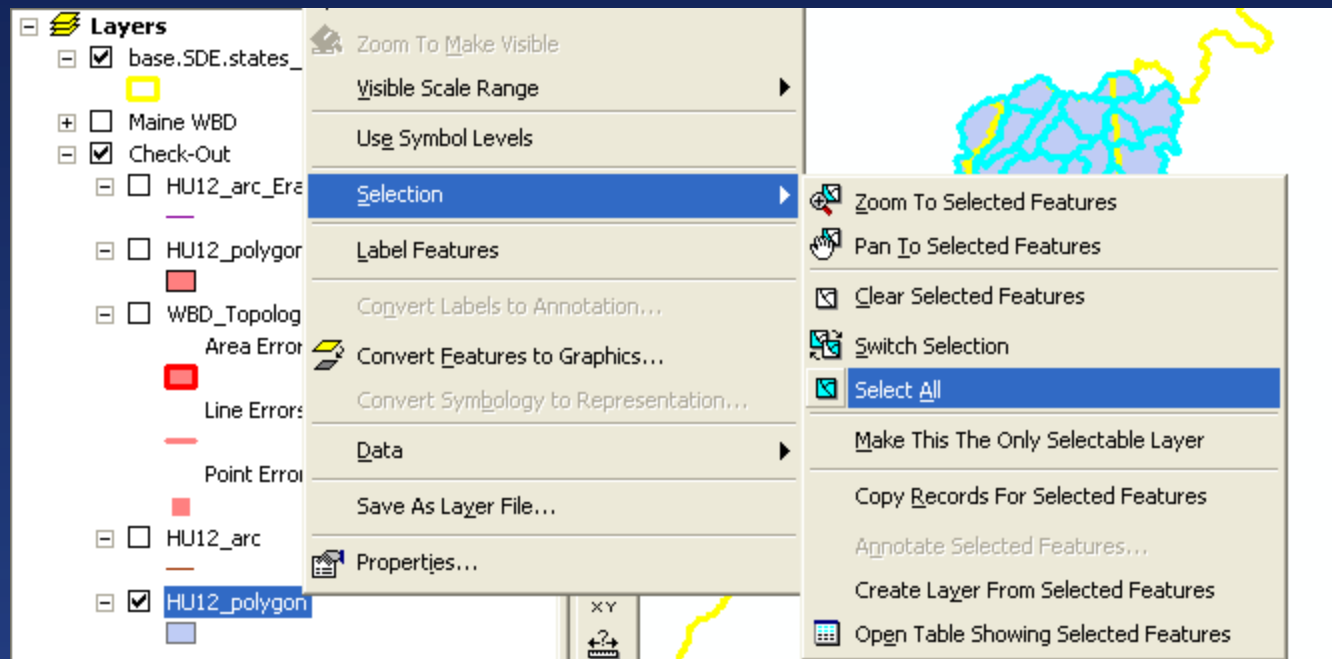 Layers
base.SDE.states_
Maine WBD
Check-Out
HU12_arc_Era
HU12_polygon
WBD_Topolog
Area Error
Line Errors
Point Error
HU12_arc
HU12_polygon
Zoom To Make Visible
Visible Scale Range
Use Symbol Levels
Selection
Label Features
Convert Labels to Annotation...
Convert Features to Graphics...
Convert Symbology to Representation...
Data
Save As Layer File...
Properties...
XY
Zoom To Selected Features
Pan To Selected Features
Clear Selected Features
Switch Selection
Select All
Make This The Only Selectable Layer
Copy Records For Selected Features
Annotate Selected Features...
Create Layer From Selected Features
Open Table Showing Selected Features